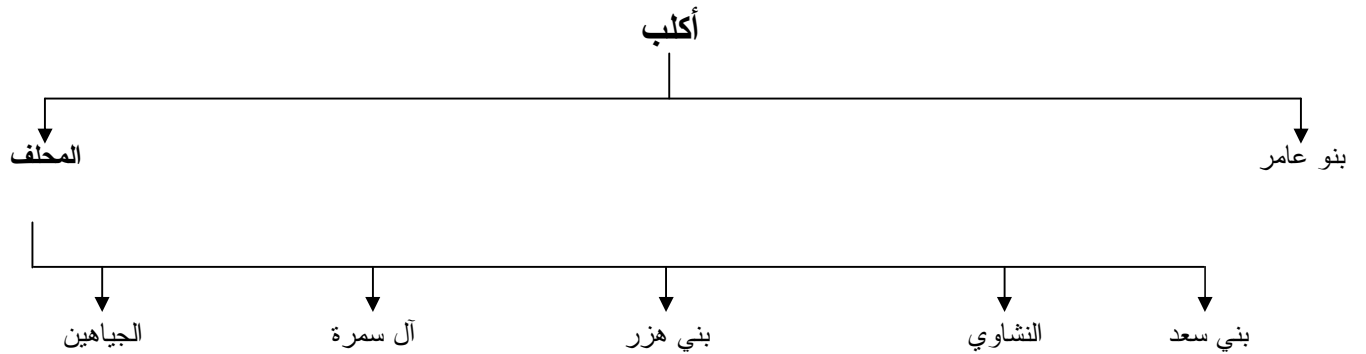 أكلب
بنو عامر المحلف
بني سعد النشاوي بني هزر آل سمرة الجياهين